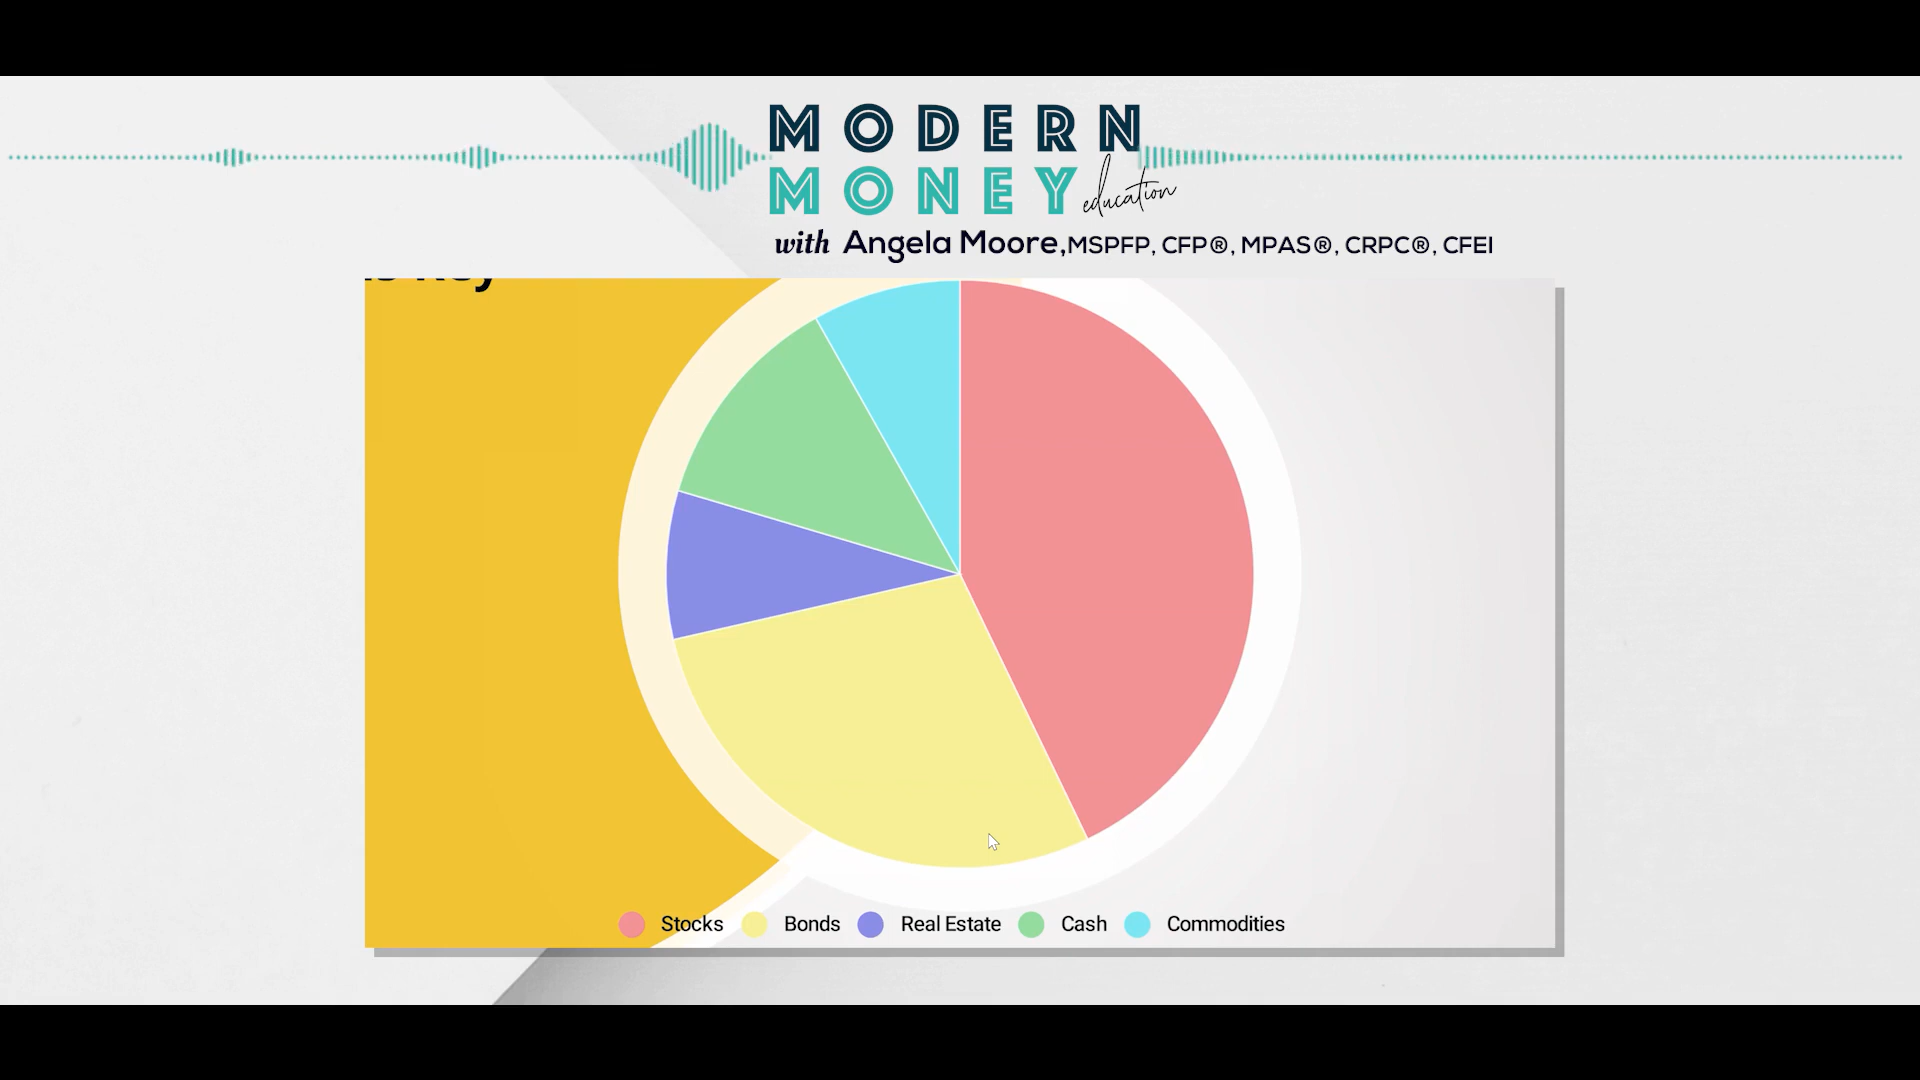 MODERN
MONEY education
with Angela Moore, MSPFP, CFP®, MPAS®, CRPC®, CFEI
Stocks Bonds Real Estate Cash Commodities